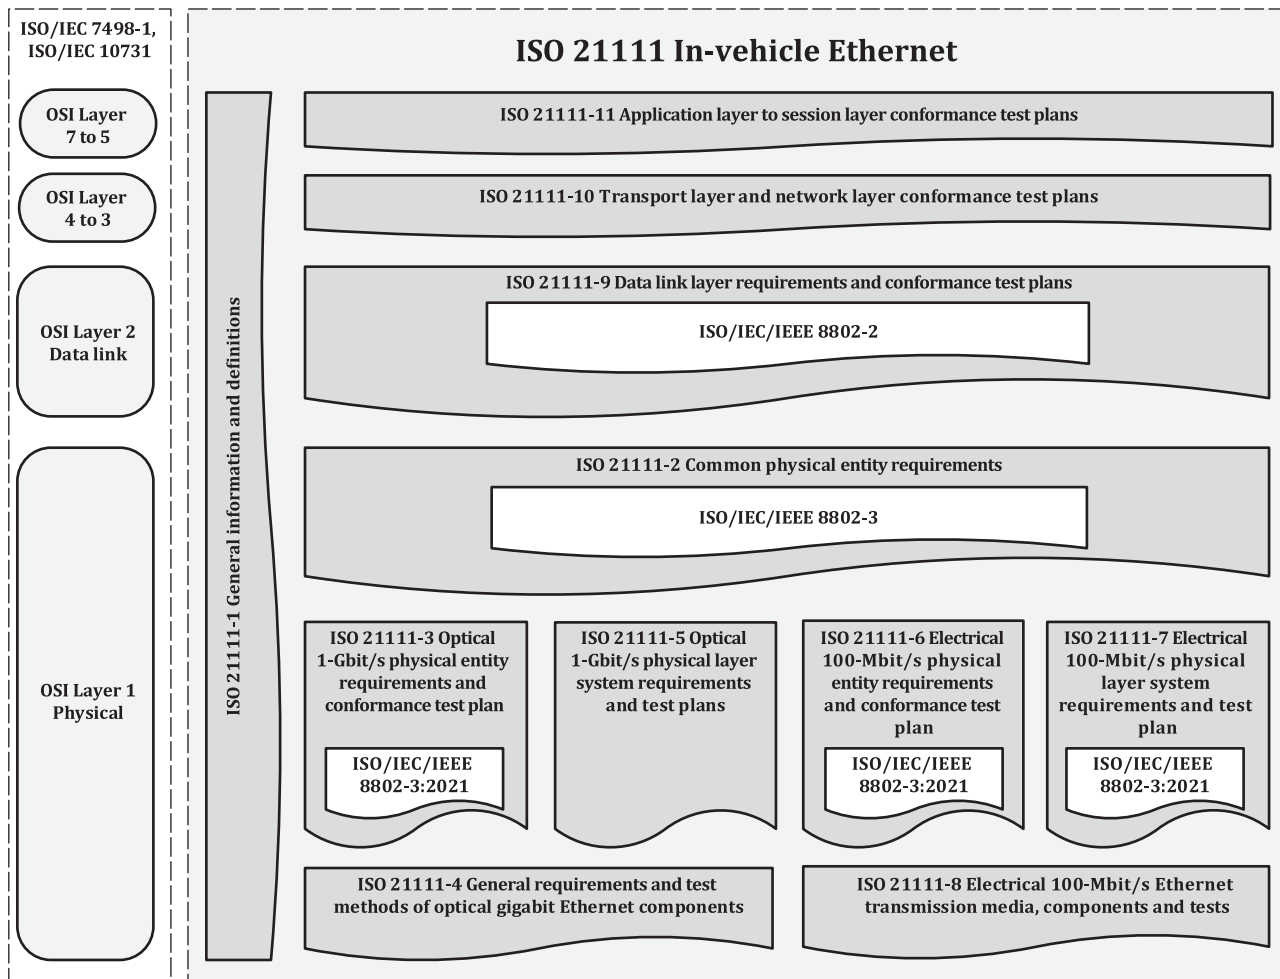 ISO/IEC 7498-1,
ISO/IEC 10731
ISO 21111 In-vehicle Ethernet
OSI Layer
7 to 5
ISO 21111-11 Application layer to session layer conformance test plans
OSI Layer
4 to 3
ISO 21111-10 Transport layer and network layer conformance test plans
OSI Layer 2
Data link
ISO 21111-9 Data link layer requirements and conformance test plans
ISO/IEC/IEEE 8802-2
ISO 21111-1 General information and definitions
OSI Layer 1
Physical
ISO 21111-2 Common physical entity requirements
ISO/IEC/IEEE 8802-3
ISO 21111-3 Optical
1-Gbit/s physical entity
requirements and
conformance test plan
ISO/IEC/IEEE
8802-3:2021
ISO 21111-5 Optical
1-Gbit/s physical layer
system requirements
and test plans
ISO 21111-6 Electrical
100-Mbit/s physical
entity requirements
and conformance test
plan
ISO/IEC/IEEE
8802-3:2021
ISO 21111-7 Electrical
100-Mbit/s physical
layer system
requirements and test
plan
ISO/IEC/IEEE
8802-3:2021
ISO 21111-4 General requirements and test
methods of optical gigabit Ethernet components
ISO 21111-8 Electrical 100-Mbit/s Ethernet
transmission media, components and tests